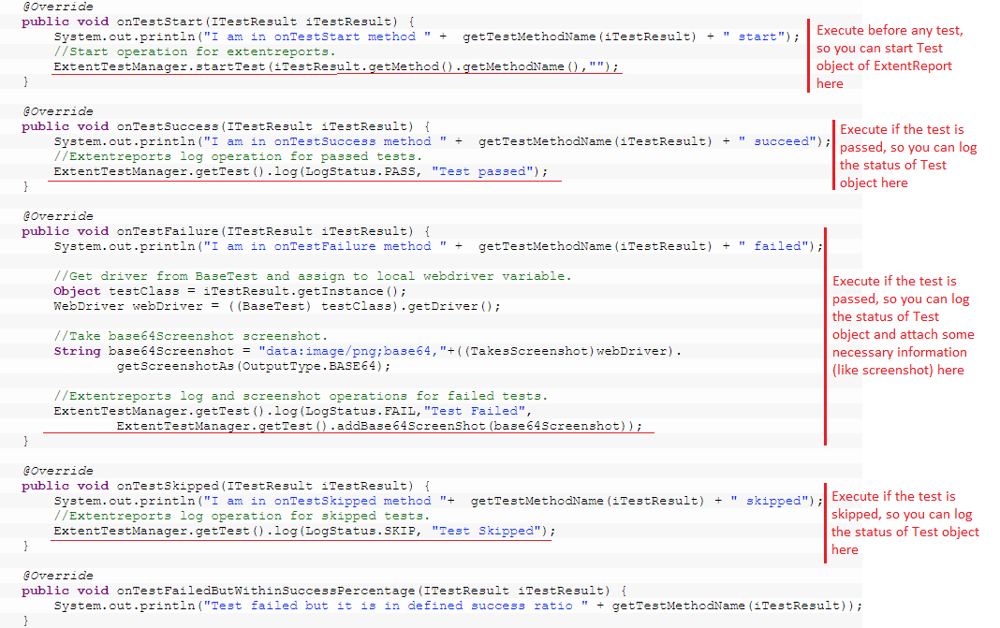 @Override
public void onTestStart(ITestResult iTestResult) {
System.out.println("I am in onTestStart method " +  getTestMethodName(iTestResult) + " start");
//Start operation for extentreports.
ExtentTestManager.startTest(iTestResult.getMethod().getMethodName(),"");
}
Execute before any test,
so you can start Test
object of ExtentReport
here
@Override
public void onTestSuccess(ITestResult iTestResult) {
System.out.println("I am in onTestSuccess method " +  getTestMethodName(iTestResult) + " succeed");
//Extentreports log operation for passed tests.
ExtentTestManager.getTest().log(LogStatus.PASS, "Test passed");
}
Execute if the test is
passed, so you can log
the status of Test
object here
@Override
public void onTestFailure(ITestResult iTestResult) {
System.out.println("I am in onTestFailure method " +  getTestMethodName(iTestResult) + " failed");
//Get driver from BaseTest and assign to local webdriver variable.
Object testClass = iTestResult.getInstance();
WebDriver webDriver = ((BaseTest) testClass).getDriver();
//Take base64Screenshot screenshot.
String base64Screenshot = "data:image/png;base64,"+((TakesScreenshot)webDriver).
getScreenshotAs(OutputType.BASE64);
//Extentreports log and screenshot operations for failed tests.
ExtentTestManager.getTest().log(LogStatus.FAIL,"Test Failed",
ExtentTestManager.getTest().addBase64ScreenShot(base64Screenshot));
}
Execute if the test is
passed, so you can log
the status of Test
object and attach some
necessary information
(like screenshot) here
@Override
public void onTestSkipped(ITestResult iTestResult) {
System.out.println("I am in onTestSkipped method "+  getTestMethodName(iTestResult) + " skipped");
//Extentreports log operation for skipped tests.
ExtentTestManager.getTest().log(LogStatus.SKIP, "Test Skipped");
}
Execute if the test is
skipped, so you can log
the status of Test object
here
@Override
public void onTestFailedButWithinSuccessPercentage(ITestResult iTestResult) {
System.out.println("Test failed but it is in defined success ratio " + getTestMethodName(iTestResult));
}